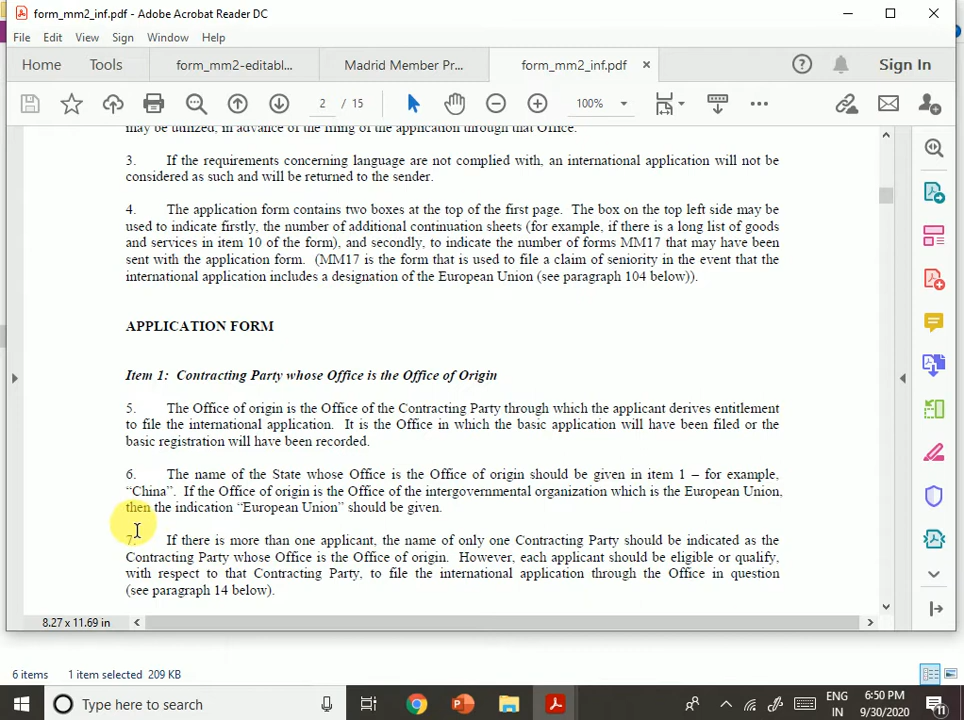 form_mm2_inf.pdf - Adobe Acrobat Reader DC
File Edit View Sign Window Help
Home Tools form_mm2-editabl... Madrid Member Pr... form_mm2_inf.pdf × Sign In
2 / 15 100%
may be utilized, in advance of the filing of the application through that Office.
3. If the requirements concerning language are not complied with, an international application will not be
considered as such and will be returned to the sender.
4. The application form contains two boxes at the top of the first page. The box on the top left side may be
used to indicate firstly, the number of additional continuation sheets (for example, if there is a long list of goods
and services in item 10 of the form), and secondly, to indicate the number of forms MM17 that may have been
sent with the application form. (MM17 is the form that is used to file a claim of seniority in the event that the
international application includes a designation of the European Union (see paragraph 104 below)).
APPLICATION FORM
Item 1: Contracting Party whose Office is the Office of Origin
5. The Office of origin is the Office of the Contracting Party through which the applicant derives entitlement
to file the international application. It is the Office in which the basic application will have been filed or the
basic registration will have been recorded.
6. The name of the State whose Office is the Office of origin should be given in item 1 – for example,
“China”. If the Office of origin is the Office of the intergovernmental organization which is the European Union,
then the indication “European Union” should be given.
7. If there is more than one applicant, the name of only one Contracting Party should be indicated as the
Contracting Party whose Office is the Office of origin. However, each applicant should be eligible or qualify,
with respect to that Contracting Party, to file the international application through the Office in question
(see paragraph 14 below).
8.27 x 11.69 in
6 items 1 item selected 209 KB
Type here to search
ENG
IN
6:50 PM
9/30/2020
11